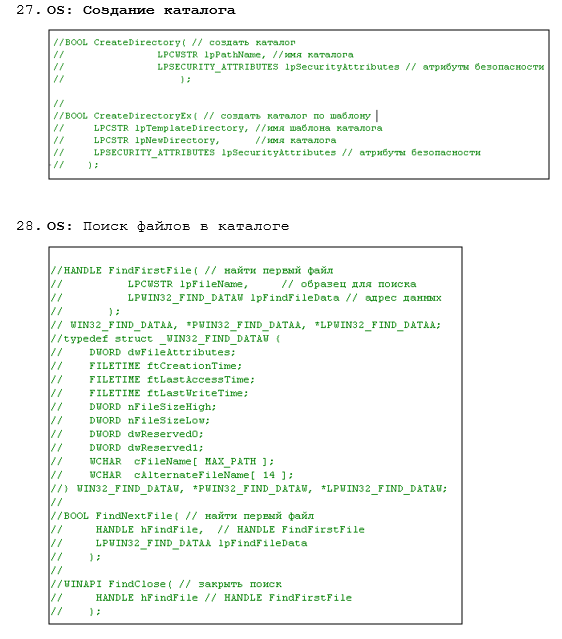 27. OS: Создание каталога
//BOOL CreateDirectory( // создать каталог
// LPCWSTR lpPathName, //имя каталога
// LPSECURITY_ATTRIBUTES lpSecurityAttributes // атрибуты безопасности
// );
//
//BOOL CreateDirectoryEx( // создать каталог по шаблону
// LPCSTR lpTemplateDirectory, //имя шаблона каталога
// LPCSTR lpNewDirectory, //имя каталога
// LPSECURITY_ATTRIBUTES lpSecurityAttributes // атрибуты безопасности
// );
28. OS: Поиск файлов в каталоге
//HANDLE FindFirstFile( // найти первый файл
// LPCWSTR lpFileName, // образец для поиска
// LPWIN32_FIND_DATAW lpFindFileData // адрес данных
// );
// WIN32_FIND_DATAA, *PWIN32_FIND_DATAA, *LPWIN32_FIND_DATAA;
//typedef struct _WIN32_FIND_DATAW (
// DWORD dwFileAttributes;
// FILETIME ftCreationTime;
// FILETIME ftLastAccessTime;
// FILETIME ftLastWriteTime;
// DWORD nFileSizeHigh;
// DWORD nFileSizeLow;
// DWORD dwReserved0;
// DWORD dwReserved1;
// WCHAR cFileName[ MAX_PATH ];
// WCHAR cAlternateFileName[ 14 ];
//) WIN32_FIND_DATAW, *PWIN32_FIND_DATAW, *LPWIN32_FIND_DATAW;
//
//BOOL FindNextFile( // найти первый файл
// HANDLE hFindFile, // HANDLE FindFirstFile
// LPWIN32_FIND_DATAA lpFindFileData
// );
//
//WINAPI FindClose( // закрыть поиск
// HANDLE hFindFile // HANDLE FindFirstFile
// );